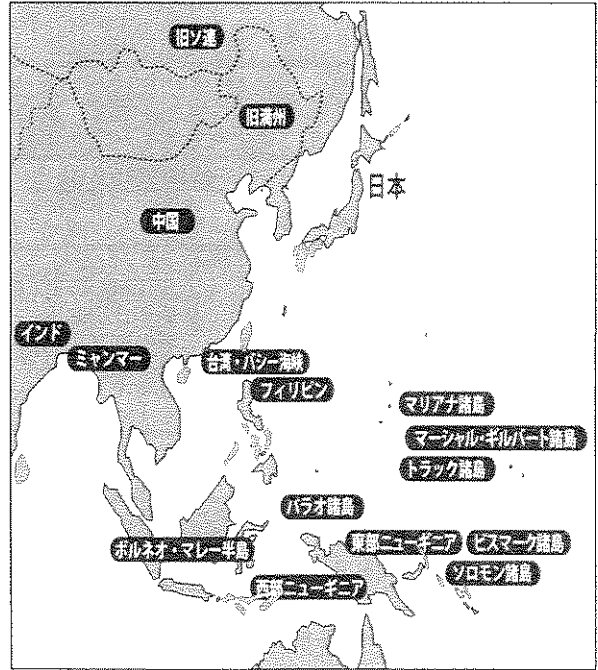 旧ソ連
旧満州
日本
中国
インド
ミャンマー
台湾・バシー海峡
フィリピン
マリアナ諸島
マーシャル・ギルバート諸島
トラック諸島
パラオ諸島
ボルネオ・マレー半島
東部ニューギニア
ビスマーク諸島
ソロモン諸島
西部ニューギニア